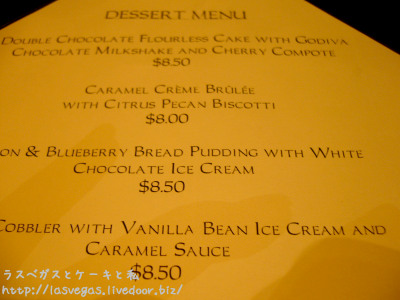 DESSERT MENU
DOUBLE CHOCOLATE FLOURLESS CAKE WITH GODIVA
CHOCOLATE MILKSHAKE AND CHERRY COMPOTE
$8.50
CARAMEL CRÈME BRÛLÉE
WITH CITRUS PECAN BISCOTTI
$8.00
& BLUEBERRY BREAD PUDDING WITH WHITE
CHOCOLATE ICE CREAM
$8.50
COBBLER WITH VANILLA BEAN ICE CREAM AND
CARAMEL SAUCE
$8.50
ラスベガスとケーキと私
http://lasvegas.livedoor.biz/